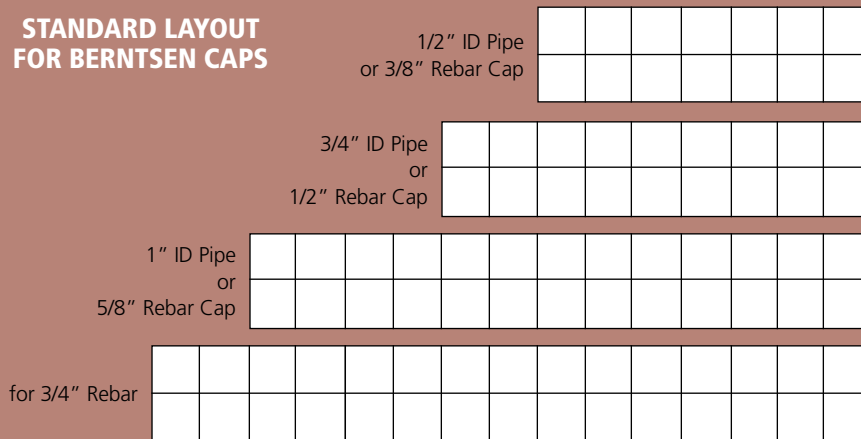 STANDARD LAYOUT
FOR BERNTSEN CAPS
1/2” ID Pipe
or 3/8” Rebar Cap
3/4” ID Pipe
or
1/2” Rebar Cap
1” ID Pipe
or
5/8” Rebar Cap
for 3/4” Rebar